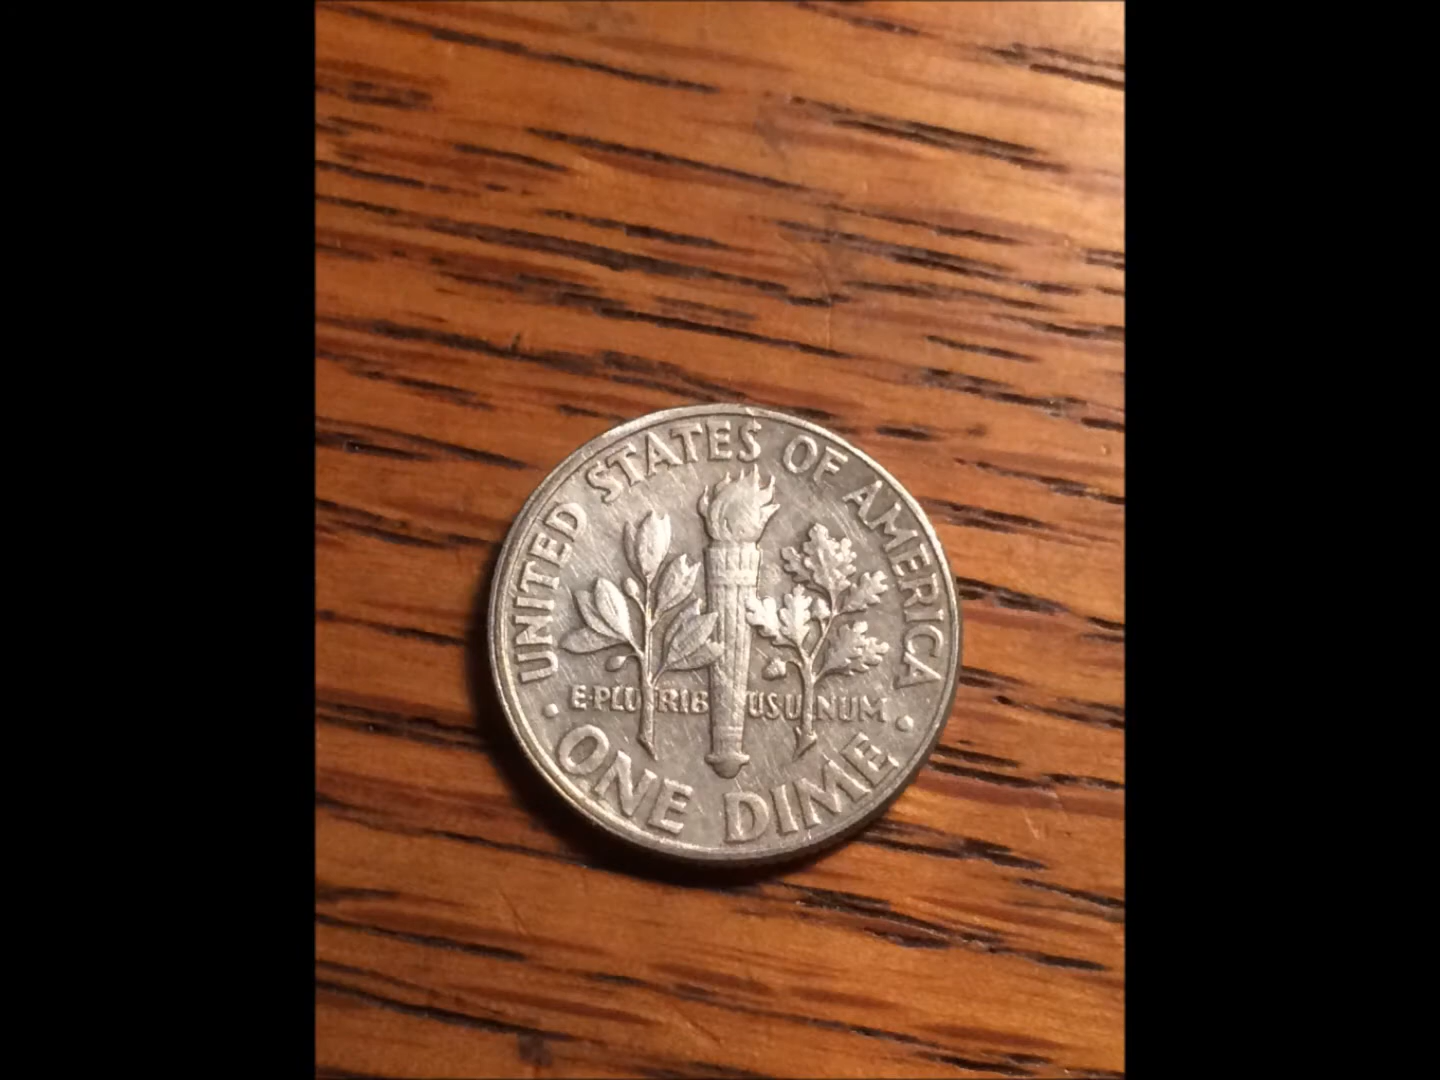 UNITED STATES OF AMERICA
E·PLURIBUS UNUM
· ONE DIME ·